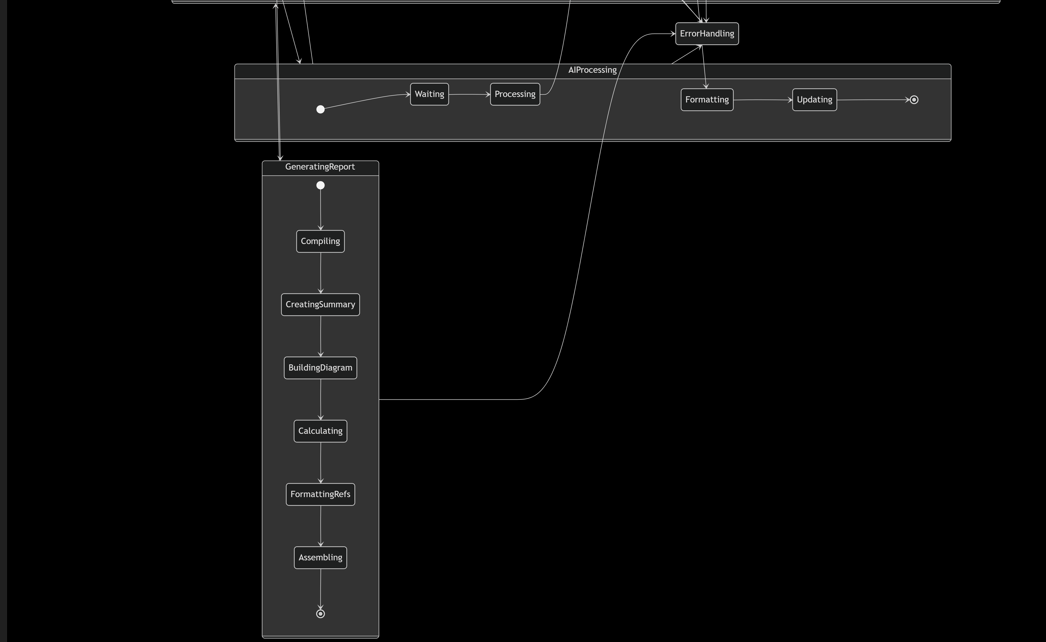 ErrorHandling
AIProcessing
Waiting
Processing
Formatting
Updating
GeneratingReport
Compiling
CreatingSummary
BuildingDiagram
Calculating
FormattingRefs
Assembling